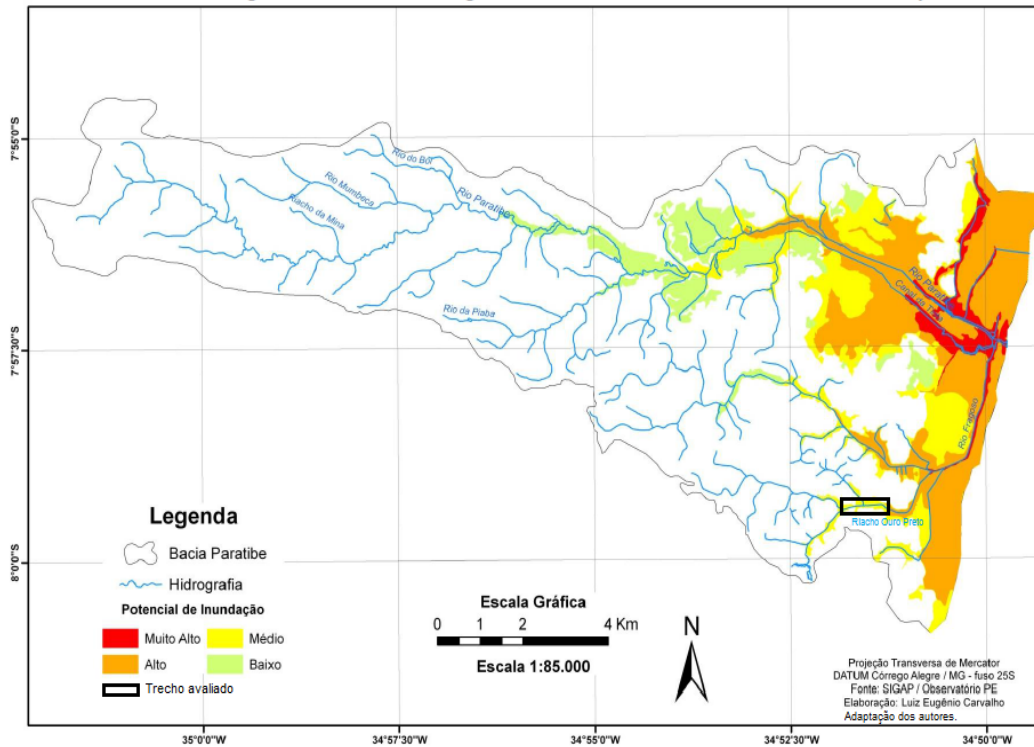 7°55'0"S
7°57'30"S
8°0'0"S
Rio do Boi
Rio Mumbeca
Riacho da Mina
Rio Paratibe
Rio da Piaba
Rio Paratibe
Canal da
Rio Fragoso
Riacho Ouro Preto
Legenda
Bacia Paratibe
Hidrografia
Potencial de Inundação
Muito Alto Médio
Alto Baixo
Trecho avaliado
Escala Gráfica
0 1 2 4 Km
Escala 1:85.000
N
Projeção Transversa de Mercator
DATUM Córrego Alegre / MG - fuso 25S
Fonte: SIGAP / Observatório PE
Elaboração: Luiz Eugênio Carvalho
Adaptação dos autores.
35°0'0"W 34°57'30"W 34°55'0"W 34°52'30"W 34°50'0"W